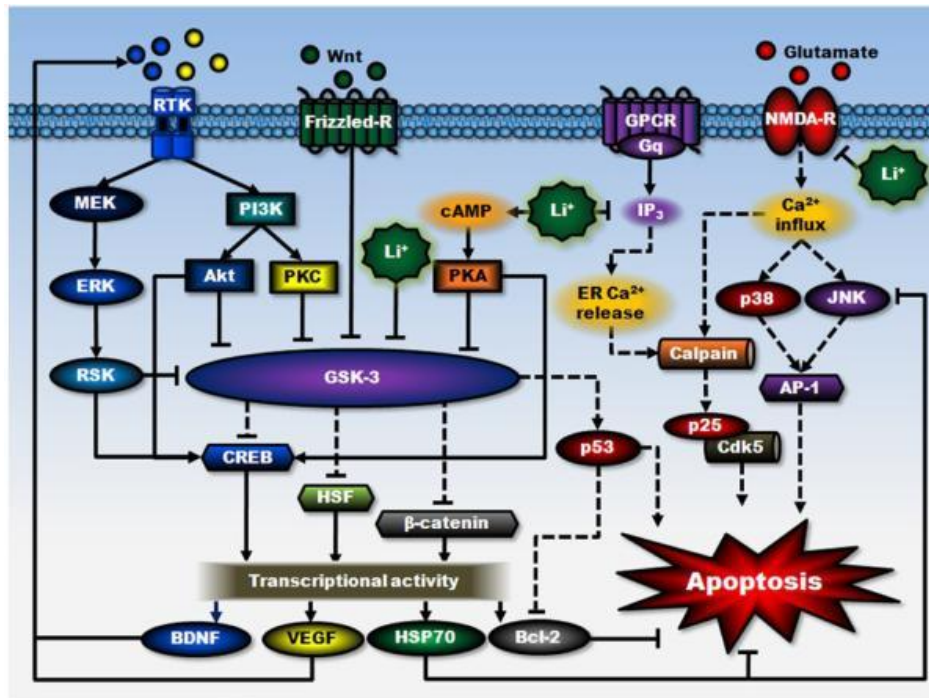 Wnt
Glutamate
RTK
Frizzled-R
GPCR
Gq
NMDA-R
Li⁺
MEK
PI3K
cAMP
Li⁺
IP₃
Ca²⁺
influx
Li⁺
ERK
Akt
PKC
PKA
ER Ca²⁺
release
p38
JNK
RSK
GSK-3
Calpain
AP-1
p25
Cdk5
CREB
p53
HSF
β-catenin
Transcriptional activity
Apoptosis
BDNF
VEGF
HSP70
Bcl-2